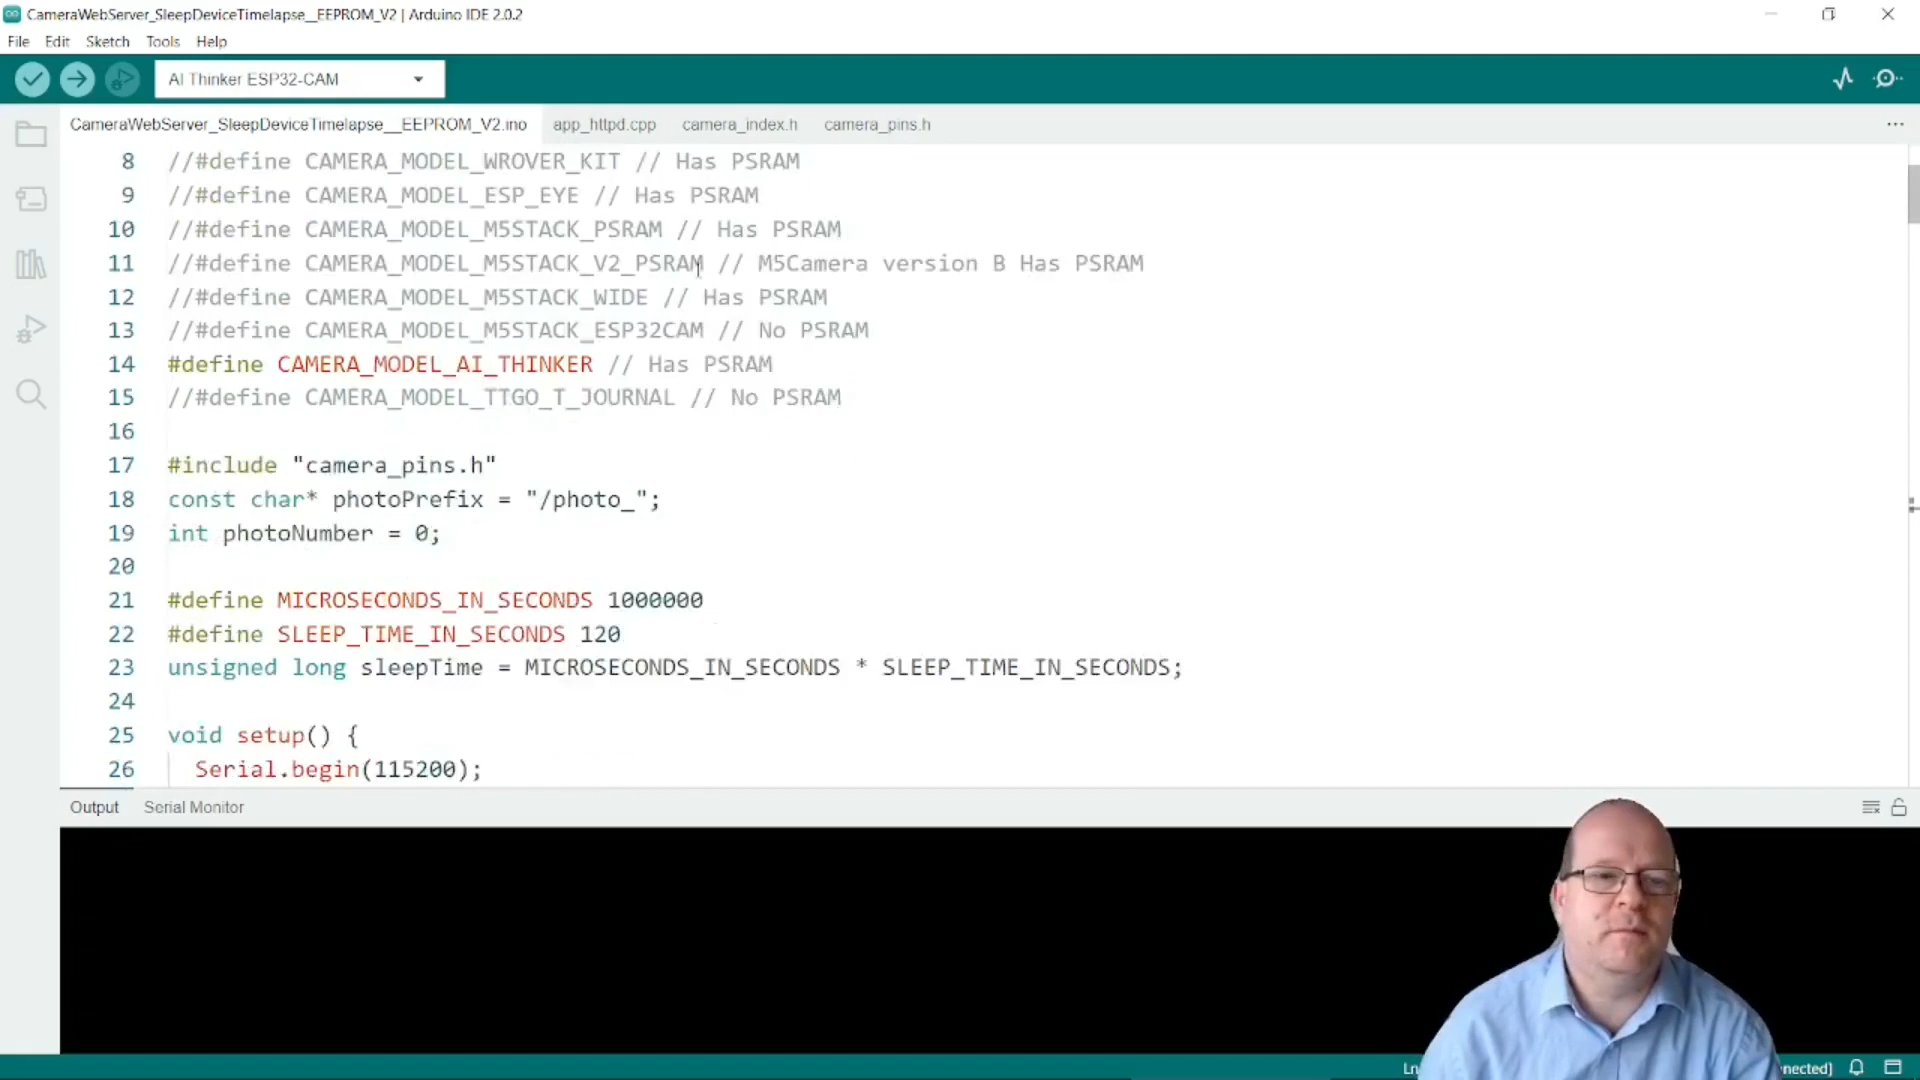 CameraWebServer_SleepDeviceTimelapse__EEPROM_V2 | Arduino IDE 2.0.2
File Edit Sketch Tools Help
AI Thinker ESP32-CAM
CameraWebServer_SleepDeviceTimelapse__EEPROM_V2.ino app_httpd.cpp camera_index.h camera_pins.h
8 //#define CAMERA_MODEL_WROVER_KIT // Has PSRAM
9 //#define CAMERA_MODEL_ESP_EYE // Has PSRAM
10 //#define CAMERA_MODEL_M5STACK_PSRAM // Has PSRAM
11 //#define CAMERA_MODEL_M5STACK_V2_PSRAM // M5Camera version B Has PSRAM
12 //#define CAMERA_MODEL_M5STACK_WIDE // Has PSRAM
13 //#define CAMERA_MODEL_M5STACK_ESP32CAM // No PSRAM
14 #define CAMERA_MODEL_AI_THINKER // Has PSRAM
15 //#define CAMERA_MODEL_TTGO_T_JOURNAL // No PSRAM
16
17 #include "camera_pins.h"
18 const char* photoPrefix = "/photo_";
19 int photoNumber = 0;
20
21 #define MICROSECONDS_IN_SECONDS 1000000
22 #define SLEEP_TIME_IN_SECONDS 120
23 unsigned long sleepTime = MICROSECONDS_IN_SECONDS * SLEEP_TIME_IN_SECONDS;
24
25 void setup() {
26 Serial.begin(115200);
Output Serial Monitor
Ln nected]